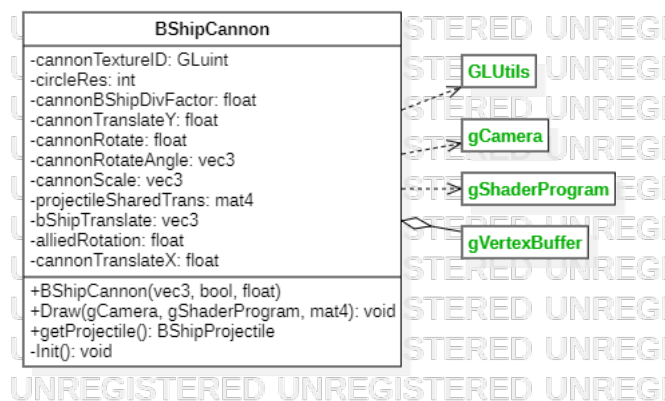 BShipCannon
-cannonTextureID: GLuint
-circleRes: int
-cannonBShipDivFactor: float
-cannonTranslateY: float
-cannonRotate: float
-cannonRotateAngle: vec3
-cannonScale: vec3
-projectileSharedTrans: mat4
-bShipTranslate: vec3
-alliedRotation: float
-cannonTranslateX: float
+BShipCannon(vec3, bool, float)
+Draw(gCamera, gShaderProgram, mat4): void
+getProjectile(): BShipProjectile
-Init(): void
GLUtils
gCamera
gShaderProgram
gVertexBuffer
UNREGISTERED UNREGISTERED UNREGI